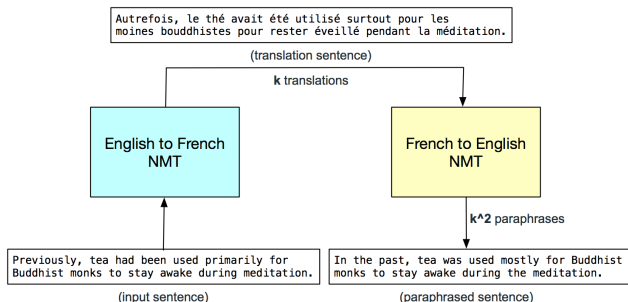 Autrefois, le thé avait été utilisé surtout pour les
moines bouddhistes pour rester éveillé pendant la méditation.
(translation sentence)
k translations
English to French
NMT
French to English
NMT
k^2 paraphrases
Previously, tea had been used primarily for
Buddhist monks to stay awake during meditation.
(input sentence)
In the past, tea was used mostly for Buddhist
monks to stay awake during the meditation.
(paraphrased sentence)